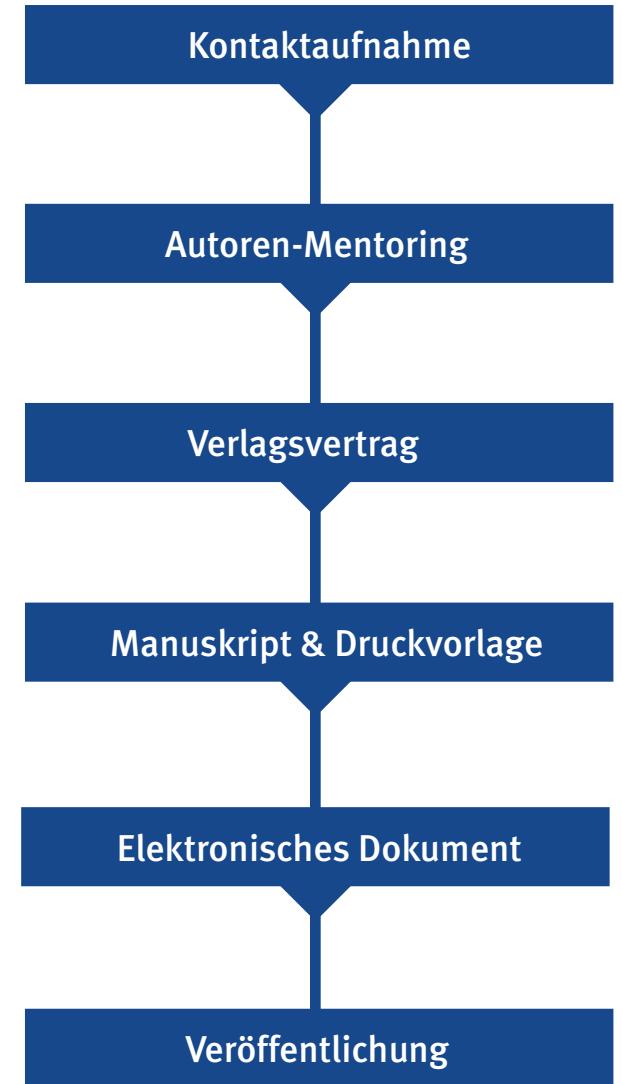 Kontaktaufnahme
Autoren-Mentoring
Verlagsvertrag
Manuskript & Druckvorlage
Elektronisches Dokument
Veröffentlichung